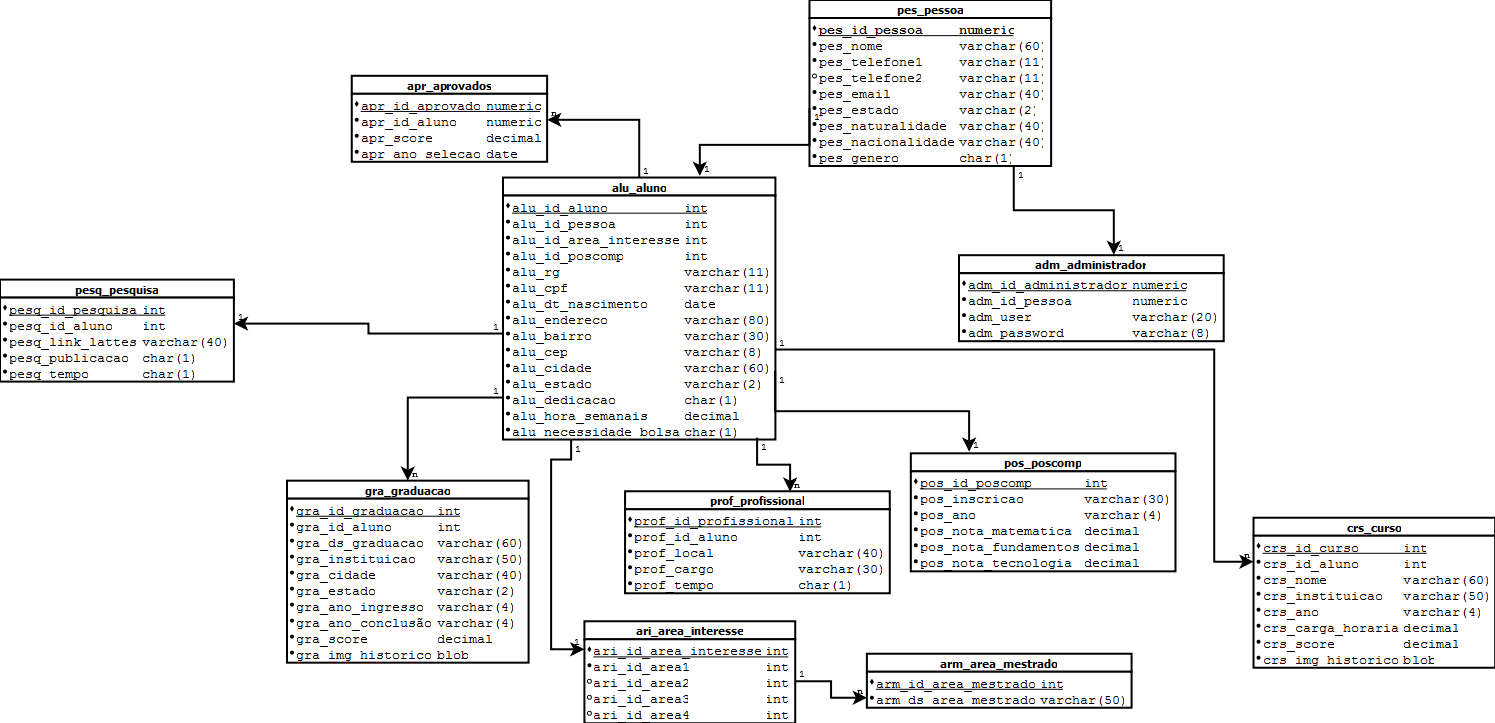 pes_pessoa
pes_id_pessoa numeric
pes_nome varchar(60)
pes_telefone1 varchar(11)
pes_telefone2 varchar(11)
pes_email varchar(40)
pes_estado varchar(2)
pes_naturalidade varchar(40)
pes_nacionalidade varchar(40)
pes_genero char(1)
1
1
apr_aprovados
apr_id_aprovado numeric
apr_id_aluno numeric
apr_score decimal
apr_ano_selecao date
n
1
1
alu_aluno
alu_id_aluno int
alu_id_pessoa int
alu_id_area_interesse int
alu_id_poscomp int
alu_rg varchar(11)
alu_cpf varchar(11)
alu_dt_nascimento date
alu_endereco varchar(80)
alu_bairro varchar(30)
alu_cep varchar(8)
alu_cidade varchar(60)
alu_estado varchar(2)
alu_dedicacao char(1)
alu_hora_semanais decimal
alu_necessidade_bolsa char(1)
1
1
1
1
1
1
1
adm_administrador
adm_id_administrador numeric
adm_id_pessoa numeric
adm_user varchar(20)
adm_password varchar(8)
pesq_pesquisa
pesq_id_pesquisa int
pesq_id_aluno int
pesq_link_lattes varchar(40)
pesq_publicacao char(1)
pesq_tempo char(1)
1
n
gra_graduacao
gra_id_graduacao int
gra_id_aluno int
gra_ds_graduacao varchar(60)
gra_instituicao varchar(50)
gra_cidade varchar(40)
gra_estado varchar(2)
gra_ano_ingresso varchar(4)
gra_ano_conclusão varchar(4)
gra_score decimal
gra_img_historico blob
n
prof_profissional
prof_id_profissional int
prof_id_aluno int
prof_local varchar(40)
prof_cargo varchar(30)
prof_tempo char(1)
1
pos_poscomp
pos_id_poscomp int
pos_inscricao varchar(30)
pos_ano varchar(4)
pos_nota_matematica decimal
pos_nota_fundamentos decimal
pos_nota_tecnologia decimal
n
crs_curso
crs_id_curso int
crs_id_aluno int
crs_nome varchar(60)
crs_instituicao varchar(50)
crs_ano varchar(4)
crs_carga_horaria decimal
crs_score decimal
crs_img_historico blob
1
ari_area_interesse
ari_id_area_interesse int
ari_id_area1 int
ari_id_area2 int
ari_id_area3 int
ari_id_area4 int
1
n
arm_area_mestrado
arm_id_area_mestrado int
arm_ds_area_mestrado varchar(50)